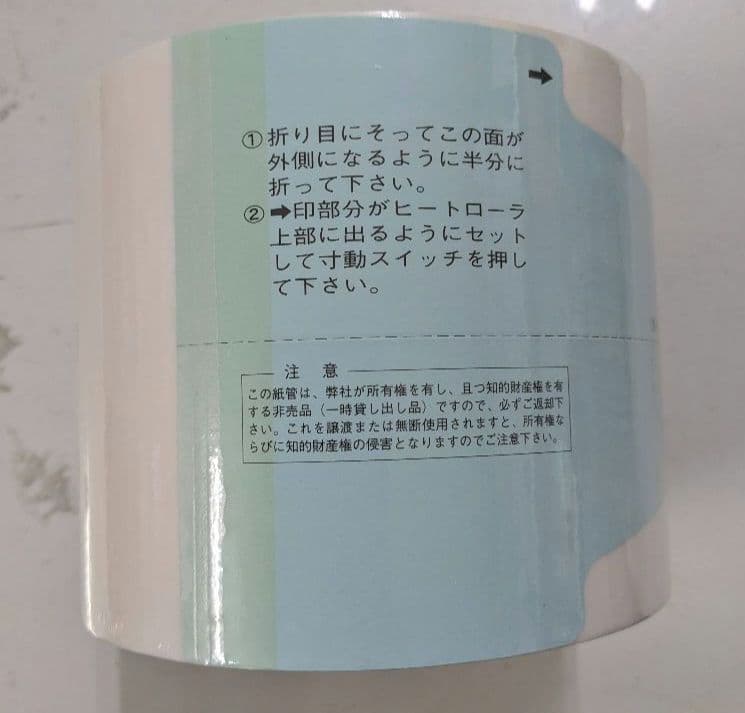 ➡
①折り目にそってこの面が
外側になるように半分に
折って下さい。
②➡印部分がヒートローラ
上部に出るようにセット
して寸動スイッチを押し
て下さい。
注 意
この紙管は、弊社が所有権を有し、且つ知的財産権を有
する非売品（一時貸し出し品）ですので、必ずご返却下
さい。これを譲渡または無断使用されますと、所有権な
らびに知的財産権の侵害となりますのでご注意下さい。